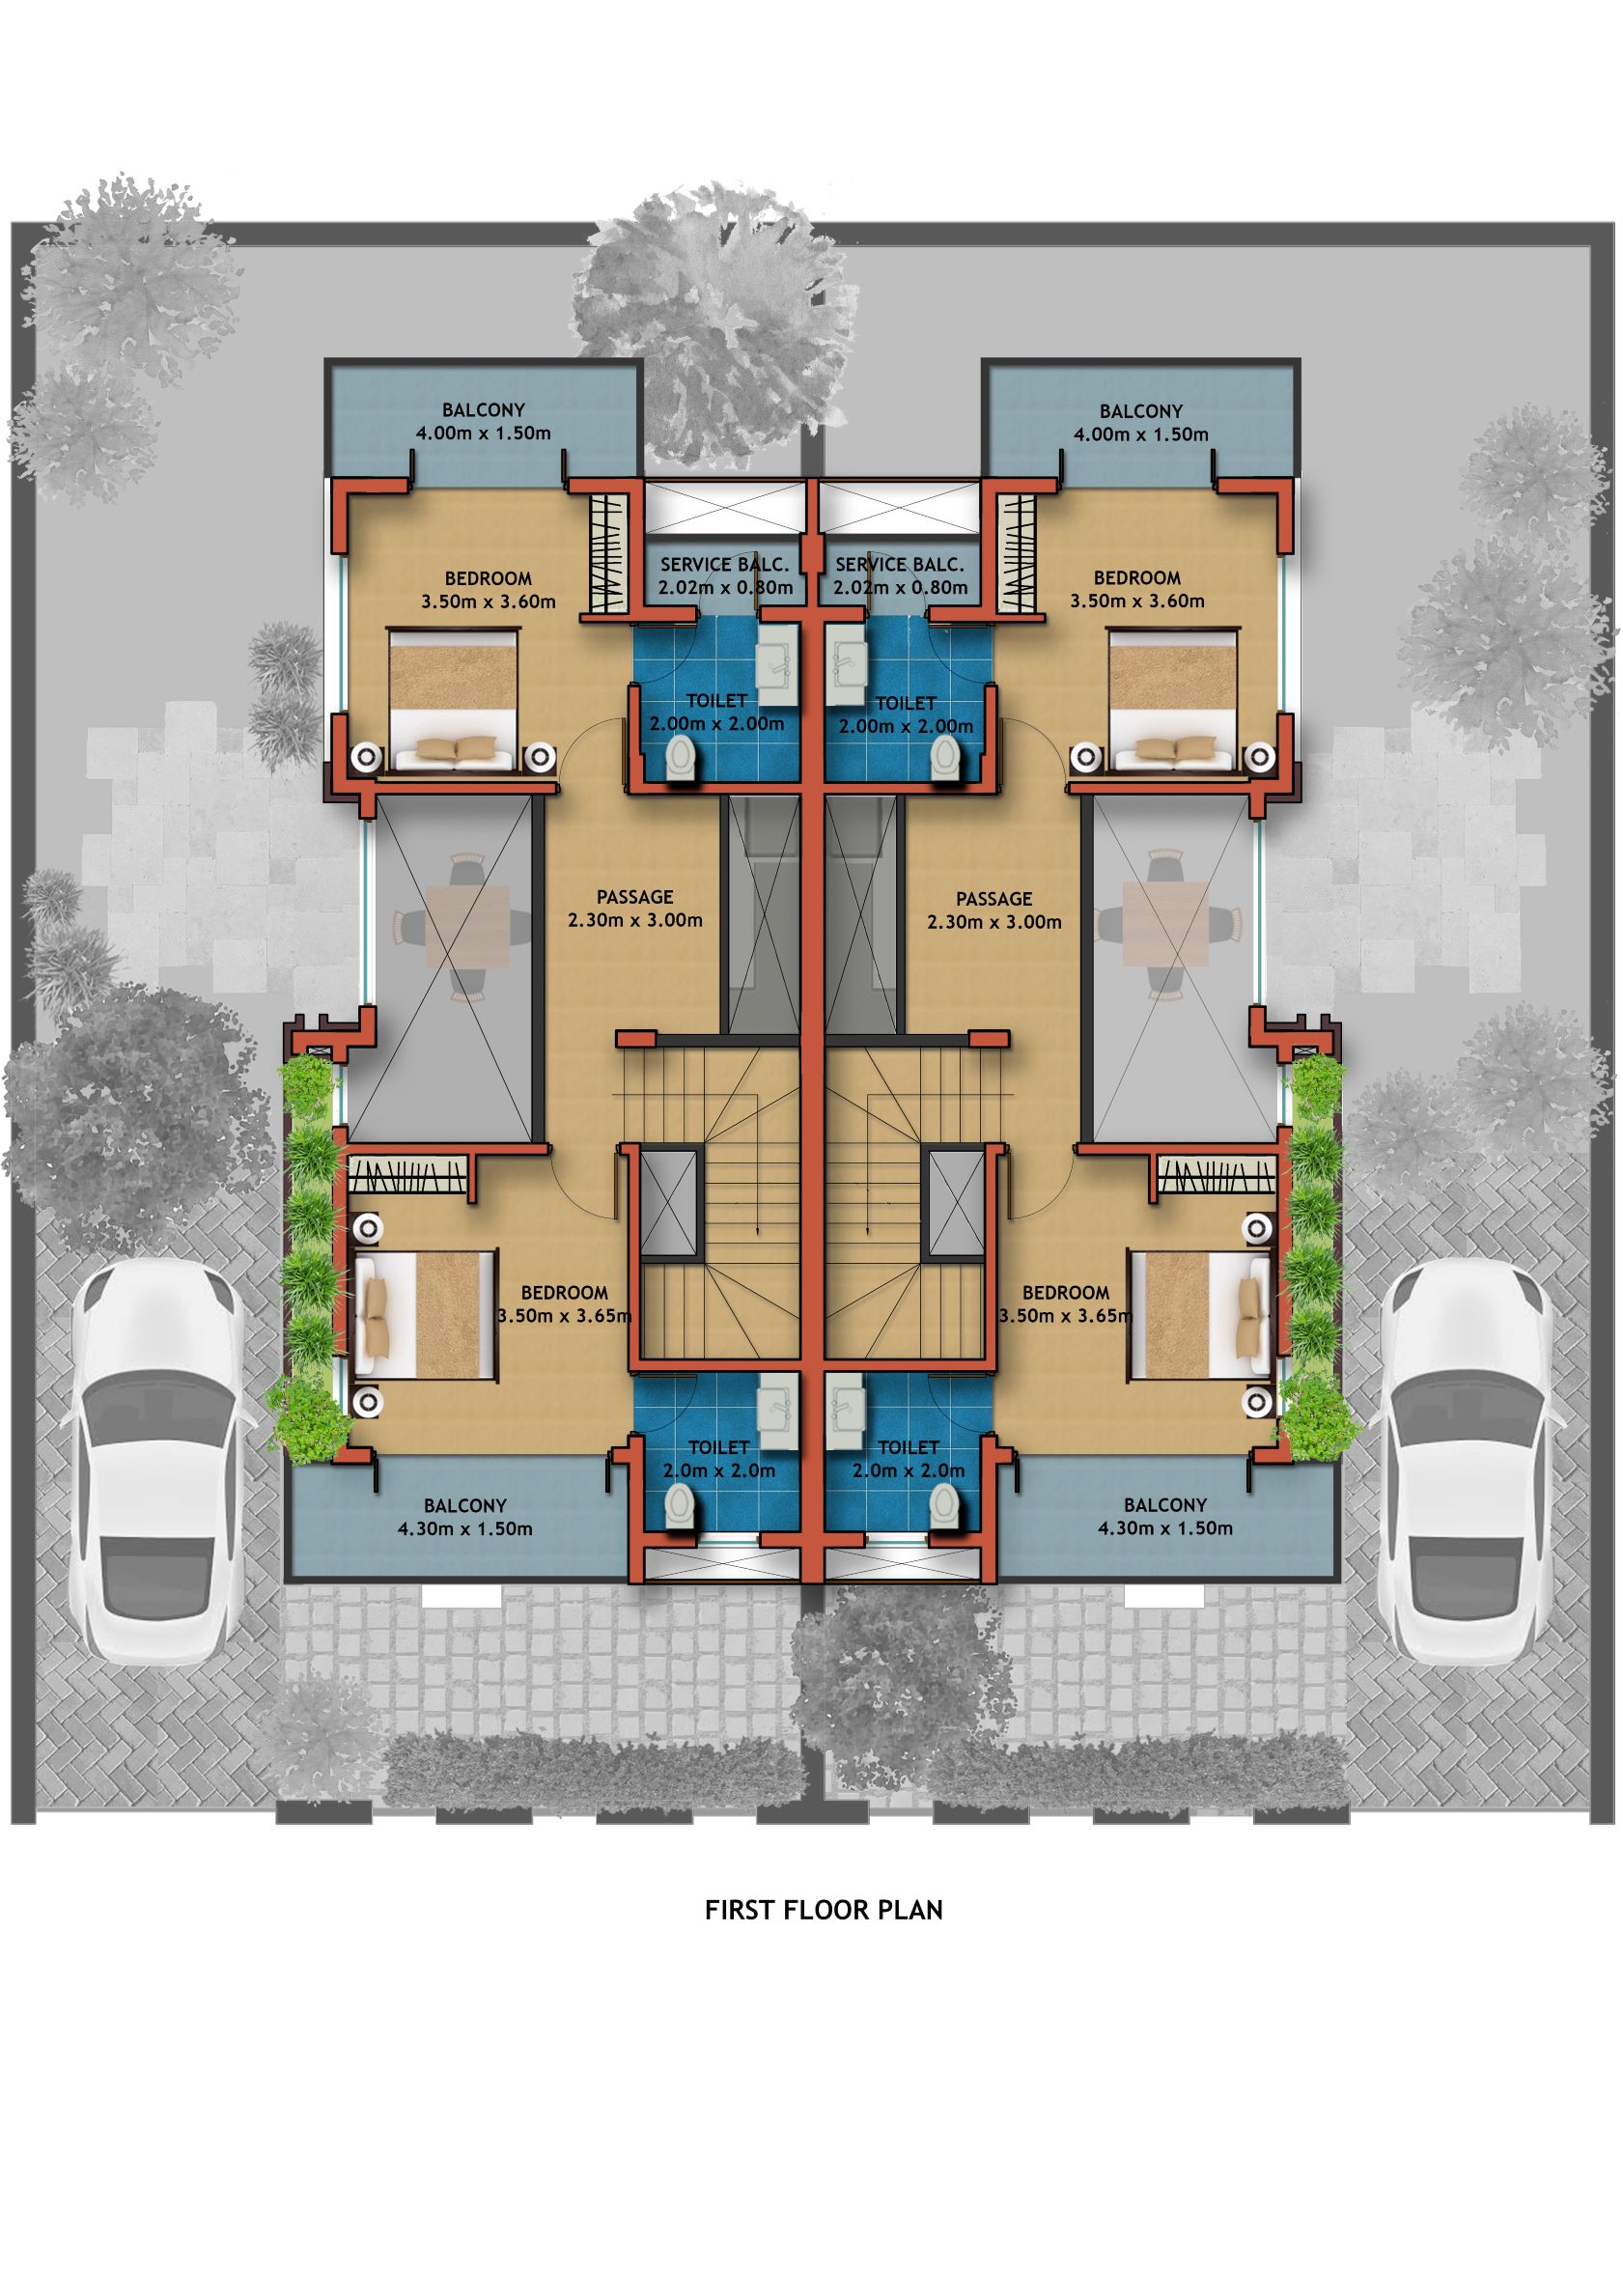 BALCONY
4.00m x 1.50m
BALCONY
4.00m x 1.50m
BEDROOM
3.50m x 3.60m
SERVICE BALC.
2.02m x 0.80m
SERVICE BALC.
2.02m x 0.80m
BEDROOM
3.50m x 3.60m
TOILET
2.00m x 2.00m
TOILET
2.00m x 2.00m
PASSAGE
2.30m x 3.00m
PASSAGE
2.30m x 3.00m
BEDROOM
3.50m x 3.65m
BEDROOM
3.50m x 3.65m
TOILET
2.0m x 2.0m
TOILET
2.0m x 2.0m
BALCONY
4.30m x 1.50m
BALCONY
4.30m x 1.50m
FIRST FLOOR PLAN